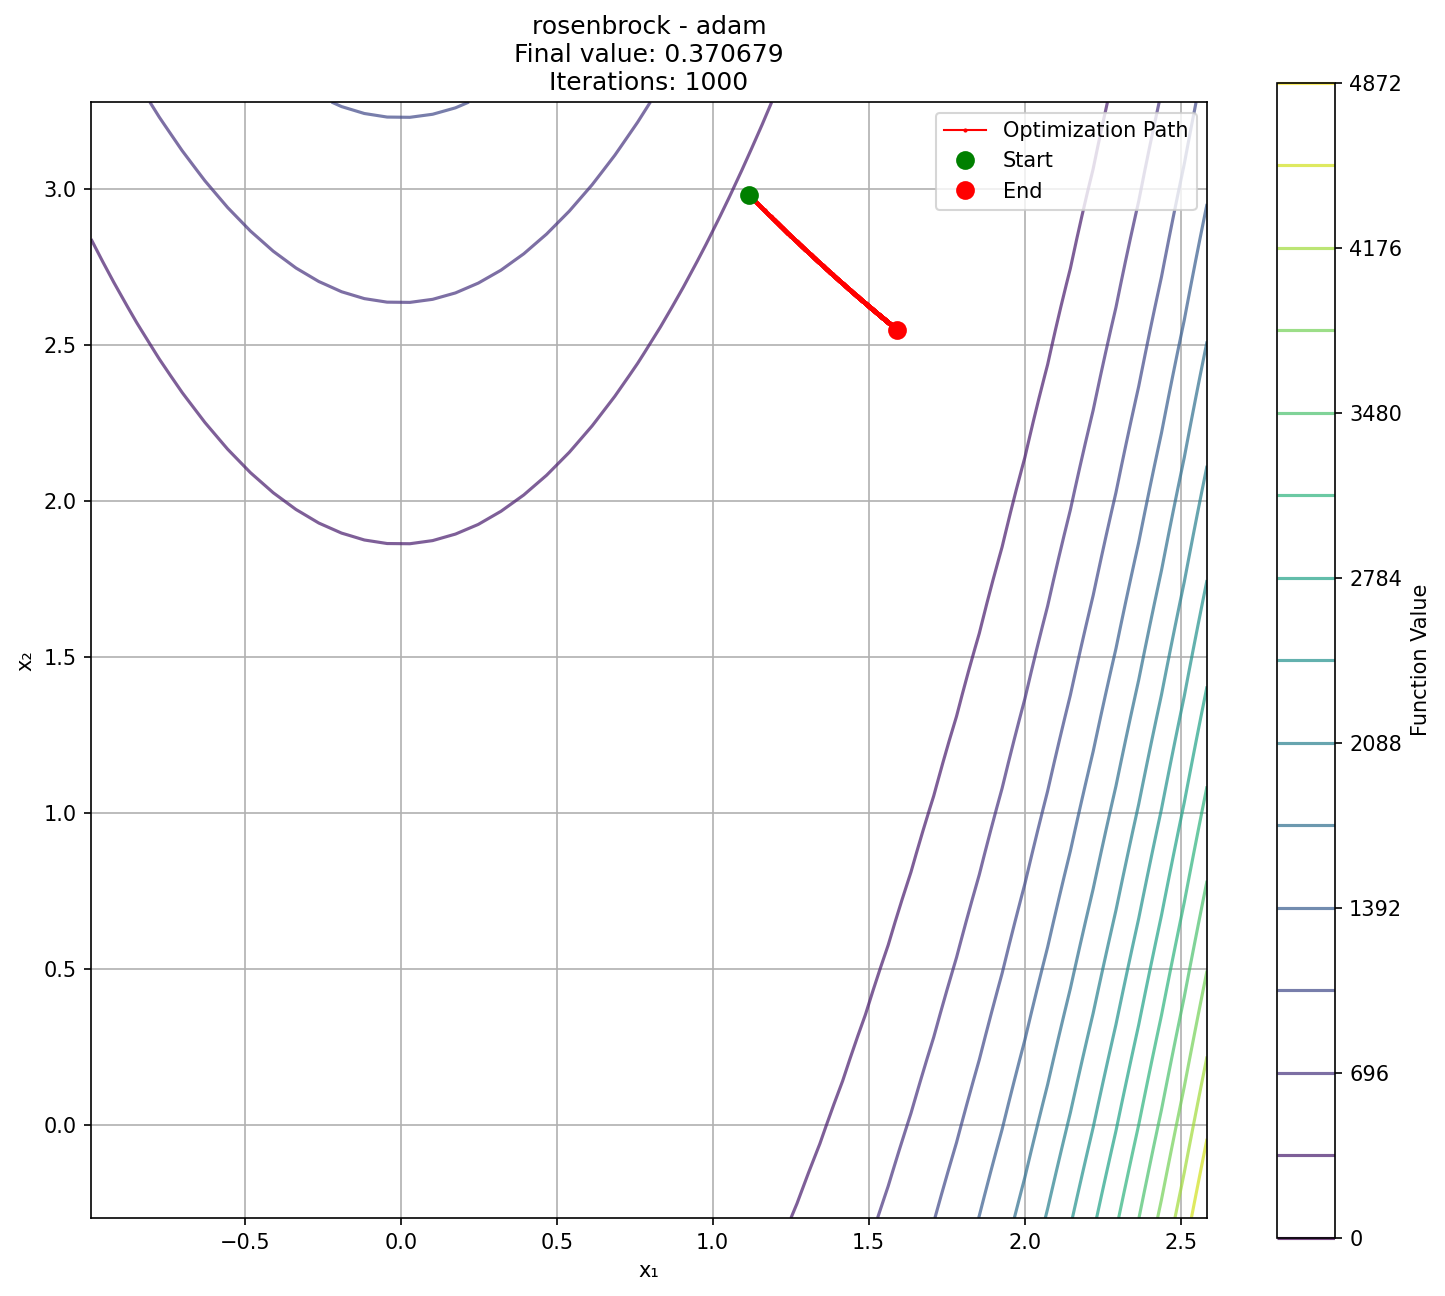 rosenbrock - adam
Final value: 0.370679
Iterations: 1000
Optimization Path
Start
End
3.0
2.5
2.0
1.5
1.0
0.5
0.0
x₂
−0.5 0.0 0.5 1.0 1.5 2.0 2.5
x₁
4872
4176
3480
2784
2088
1392
696
0
Function Value